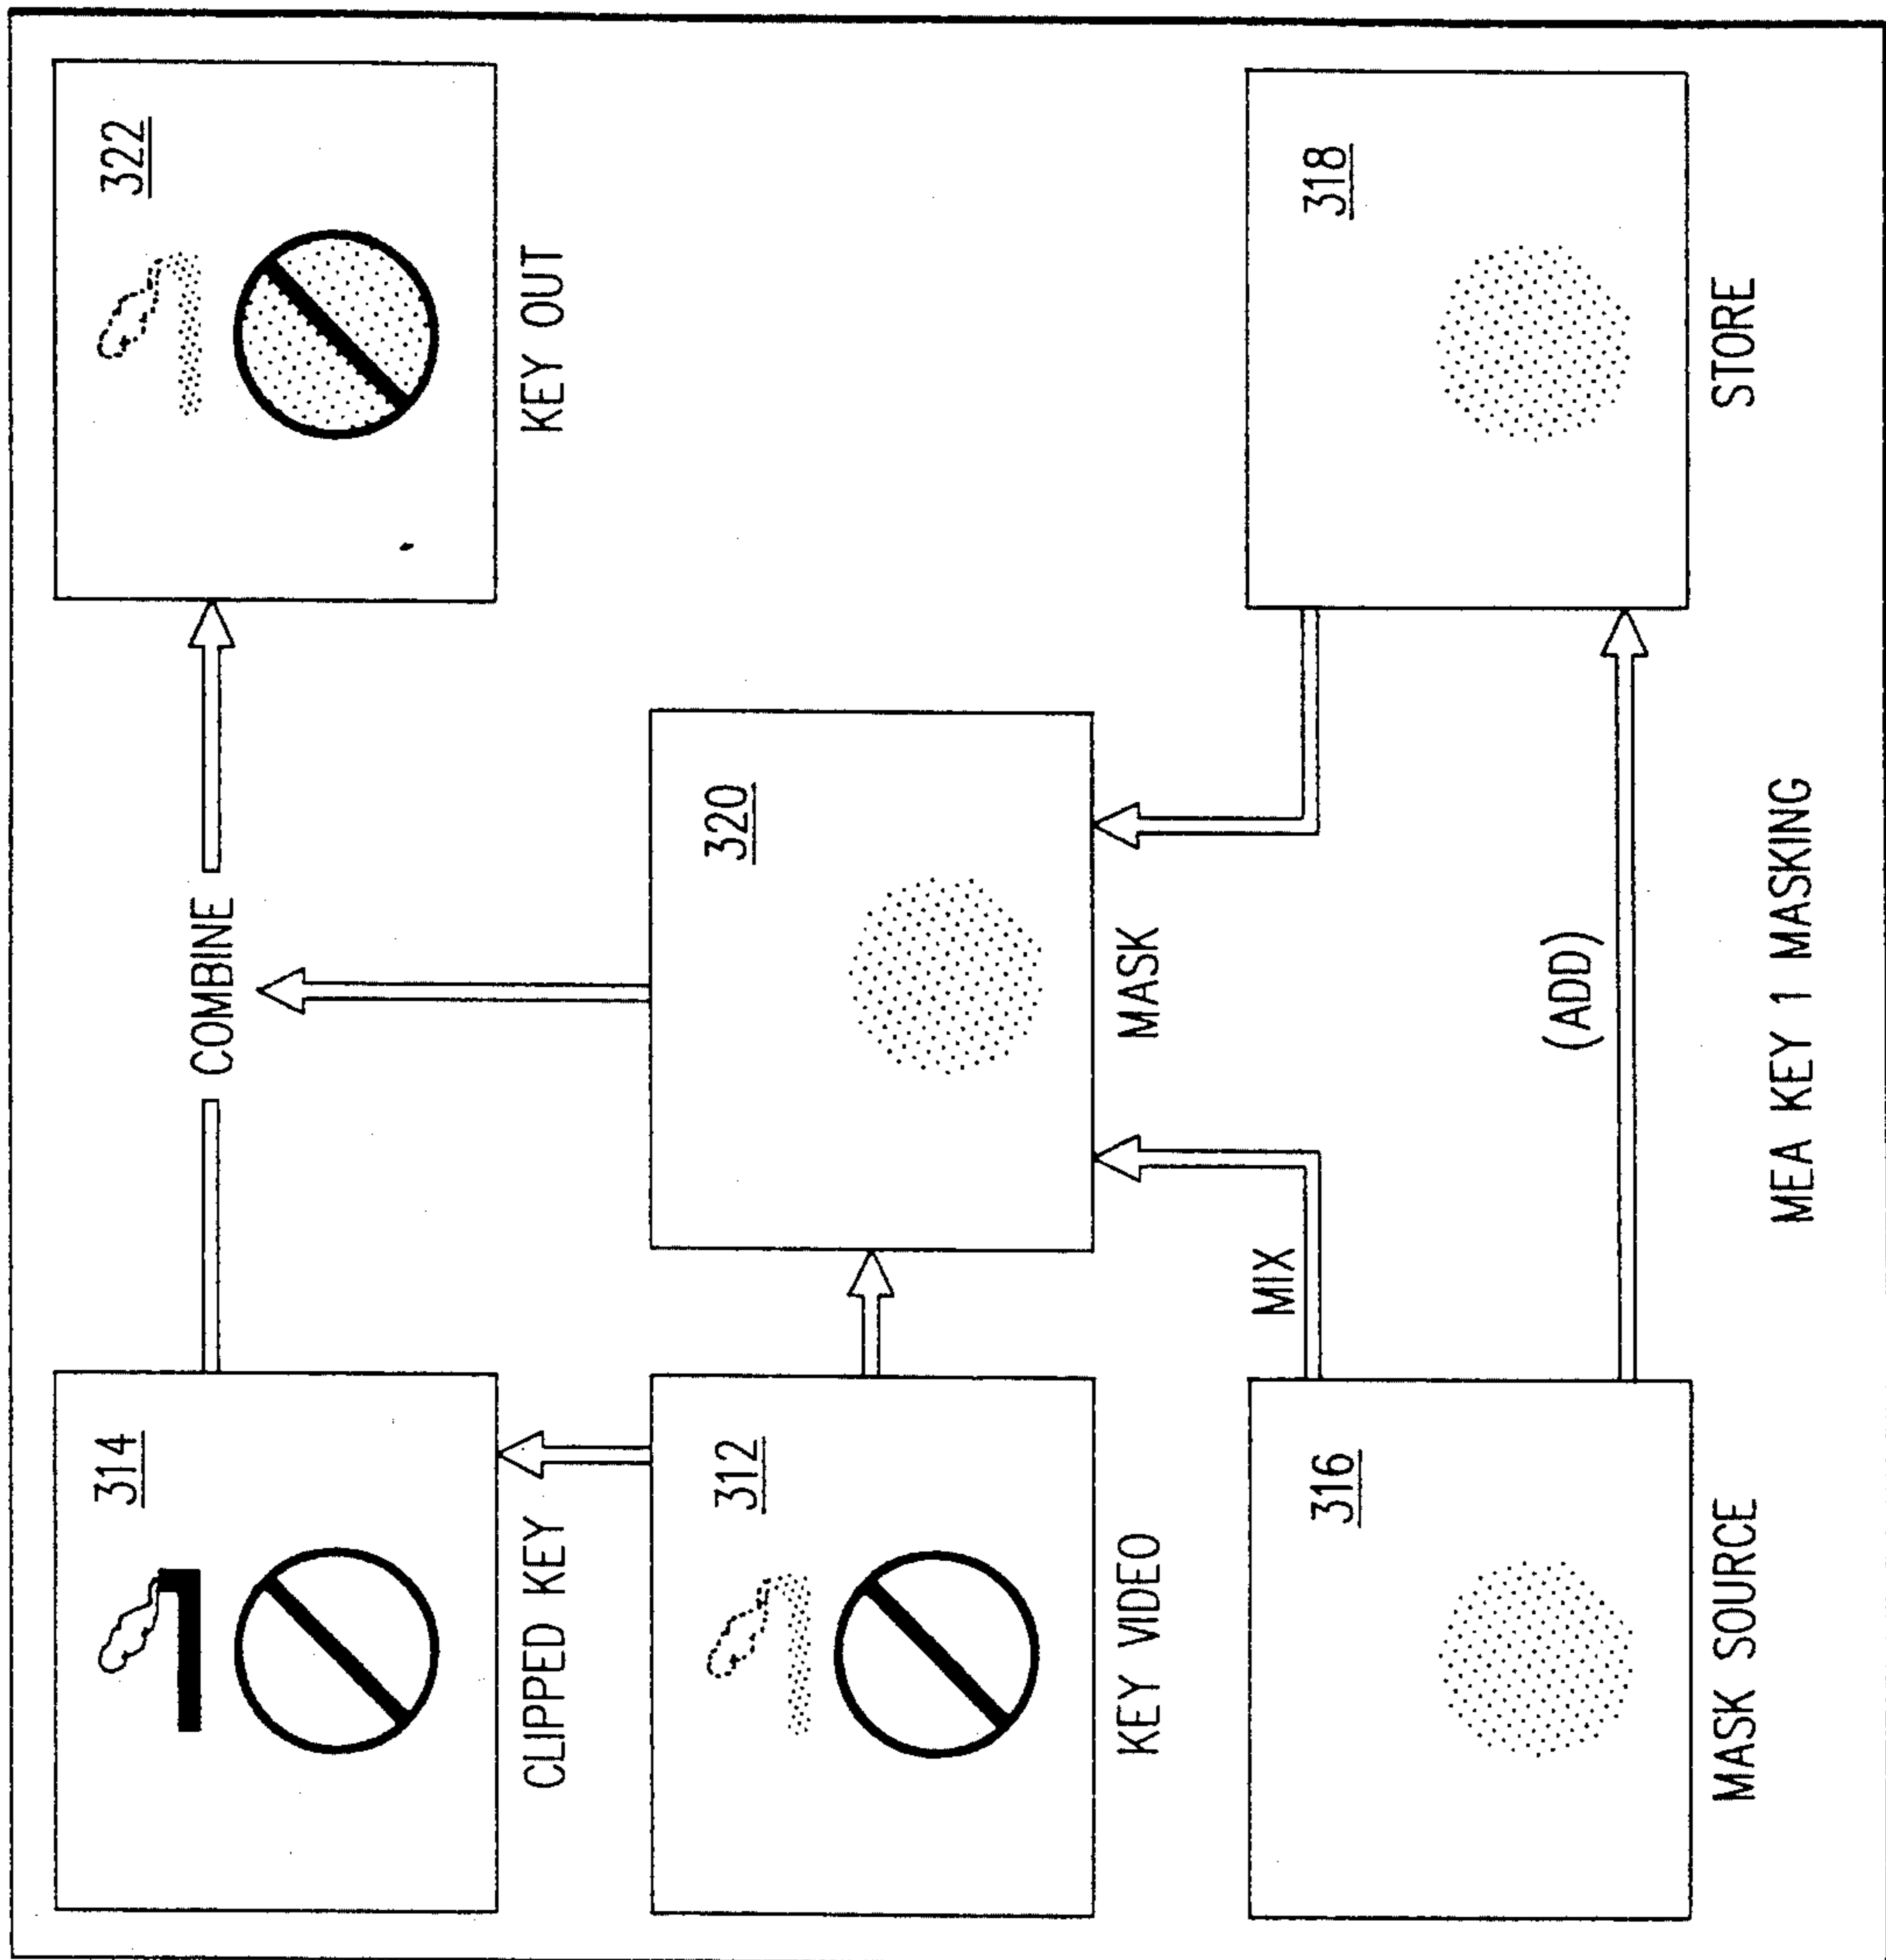 314
CLIPPED KEY
COMBINE
322
KEY OUT
312
KEY VIDEO
320
MASK
MIX
316
MASK SOURCE
(ADD)
318
STORE
MEA KEY 1 MASKING